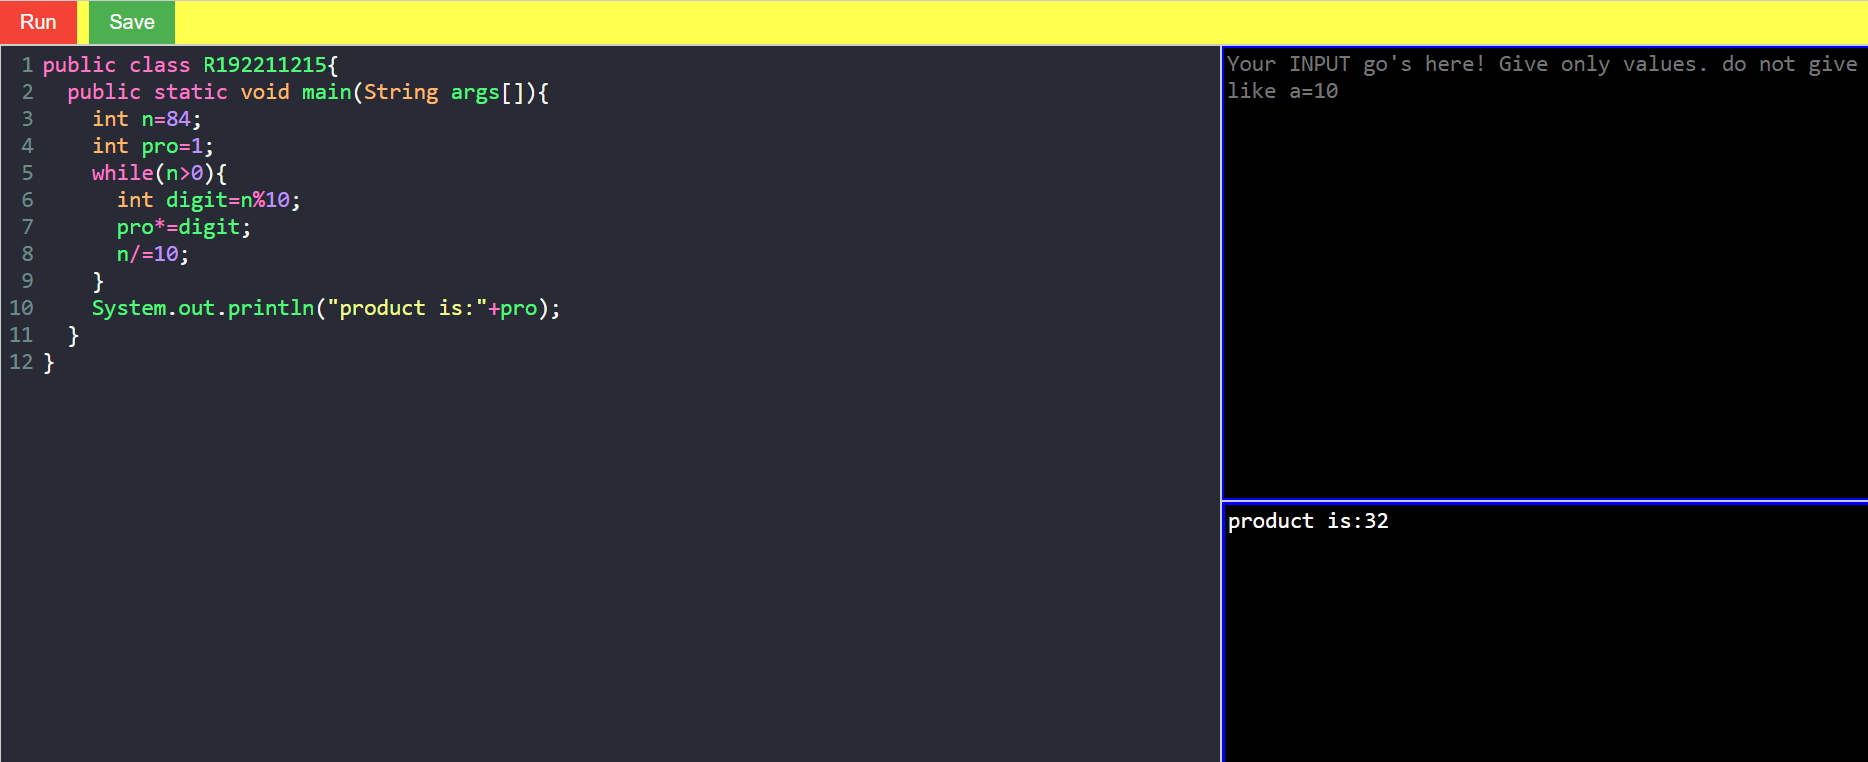 Run Save
1 public class R192211215{
2   public static void main(String args[]){
3     int n=84;
4     int pro=1;
5     while(n>0){
6       int digit=n%10;
7       pro*=digit;
8       n/=10;
9     }
10     System.out.println("product is:"+pro);
11   }
12 }
Your INPUT go's here! Give only values. do not give
like a=10
product is:32